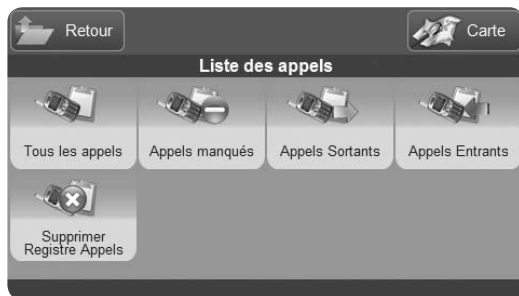 Retour
Carte
Liste des appels
Tous les appels
Appels manqués
Appels Sortants
Appels Entrants
Supprimer
Registre Appels